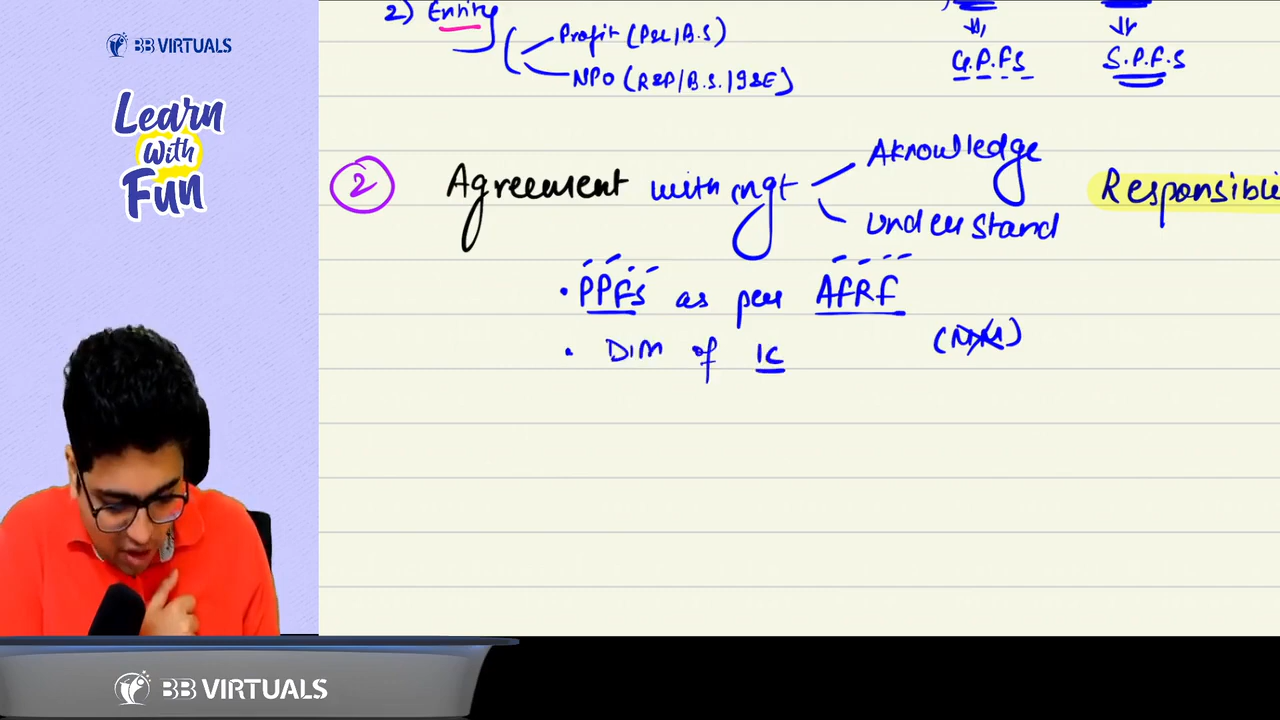 BB VIRTUALS
Learn
With
Fun
2) Entity
Profit (P&L/B.S)
NPO (R&P/B.S./I&E)
G.P.F.S
S.P.F.S
2
Agreement with mgt
Aknowledge
Understand
Responsible
• PPFS as per AFRF
• DIM of IC
BB VIRTUALS